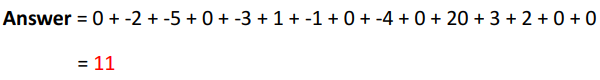 Answer = 0 + -2 + -5 + 0 + -3 + 1 + -1 + 0 + -4 + 0 + 20 + 3 + 2 + 0 + 0
= 11